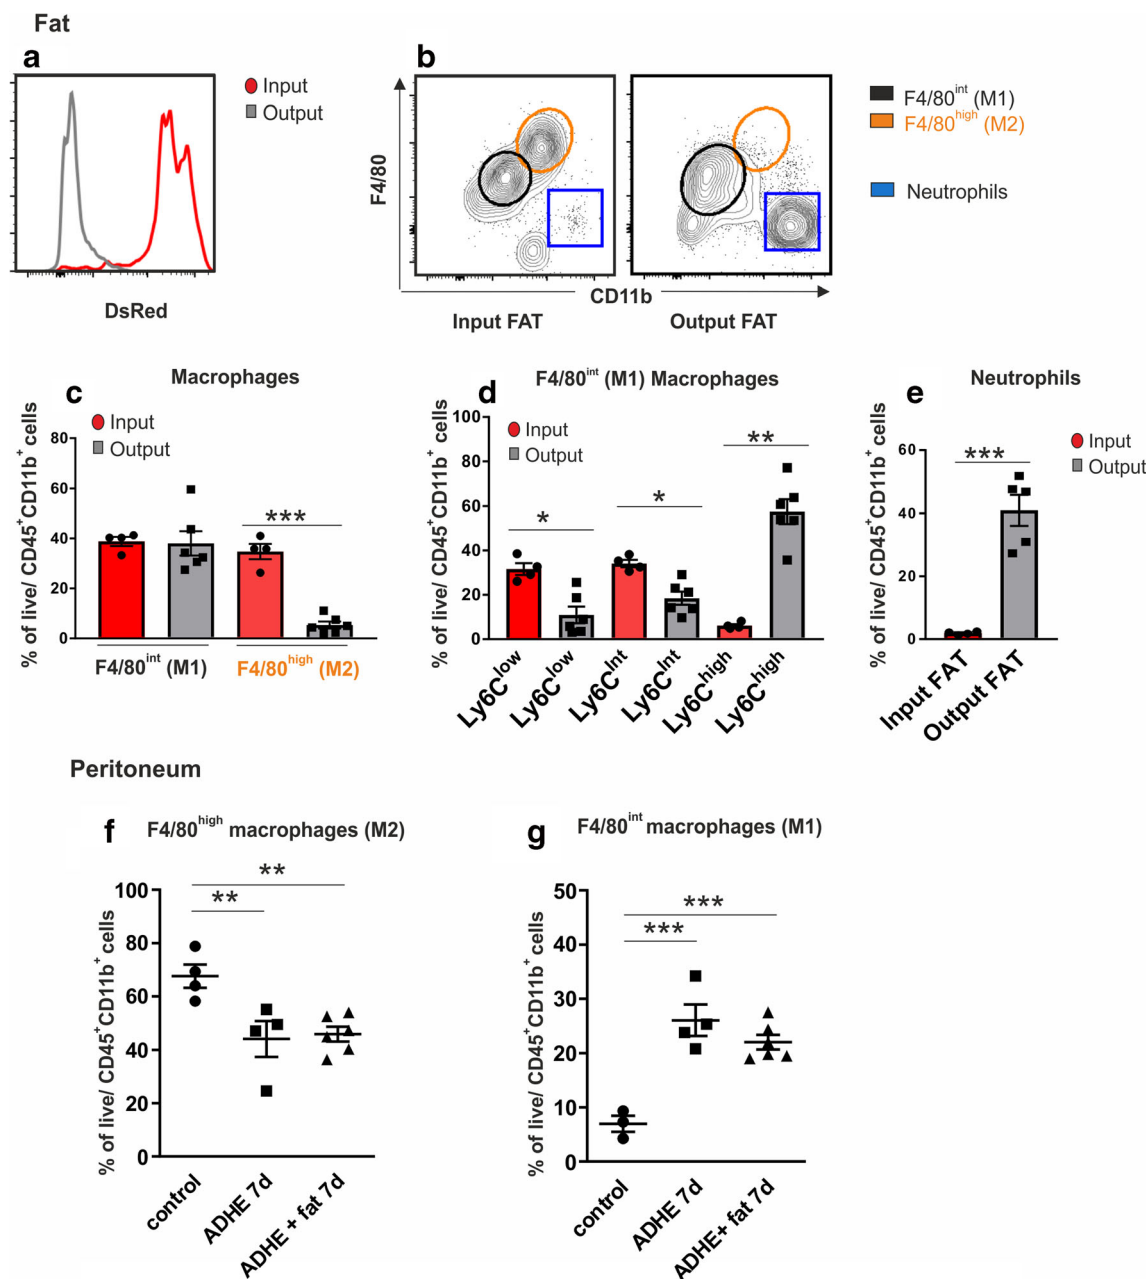 Fat
a
Input
Output
DsRed
b
F4/80
CD11b
Input FAT
Output FAT
F4/80int (M1)
F4/80high (M2)
Neutrophils
c
Macrophages
% of live/ CD45+CD11b+ cells
Input
Output
80
60
40
20
0
***
F4/80int (M1)
F4/80high (M2)
d
F4/80int (M1) Macrophages
% of live/ CD45+CD11b+ cells
Input
Output
100
80
60
40
20
0
*
*
**
Ly6Clow
Ly6Clow
Ly6CInt
Ly6CInt
Ly6Chigh
Ly6Chigh
e
Neutrophils
% of live/ CD45+CD11b+ cells
Input
Output
60
40
20
0
***
Input FAT
Output FAT
Peritoneum
f
F4/80high macrophages (M2)
% of live/ CD45+CD11b+ cells
100
80
60
40
20
0
**
**
control
ADHE 7d
ADHE + fat 7d
g
F4/80int macrophages (M1)
% of live/ CD45+CD11b+ cells
50
40
30
20
10
0
***
***
control
ADHE 7d
ADHE+ fat 7d